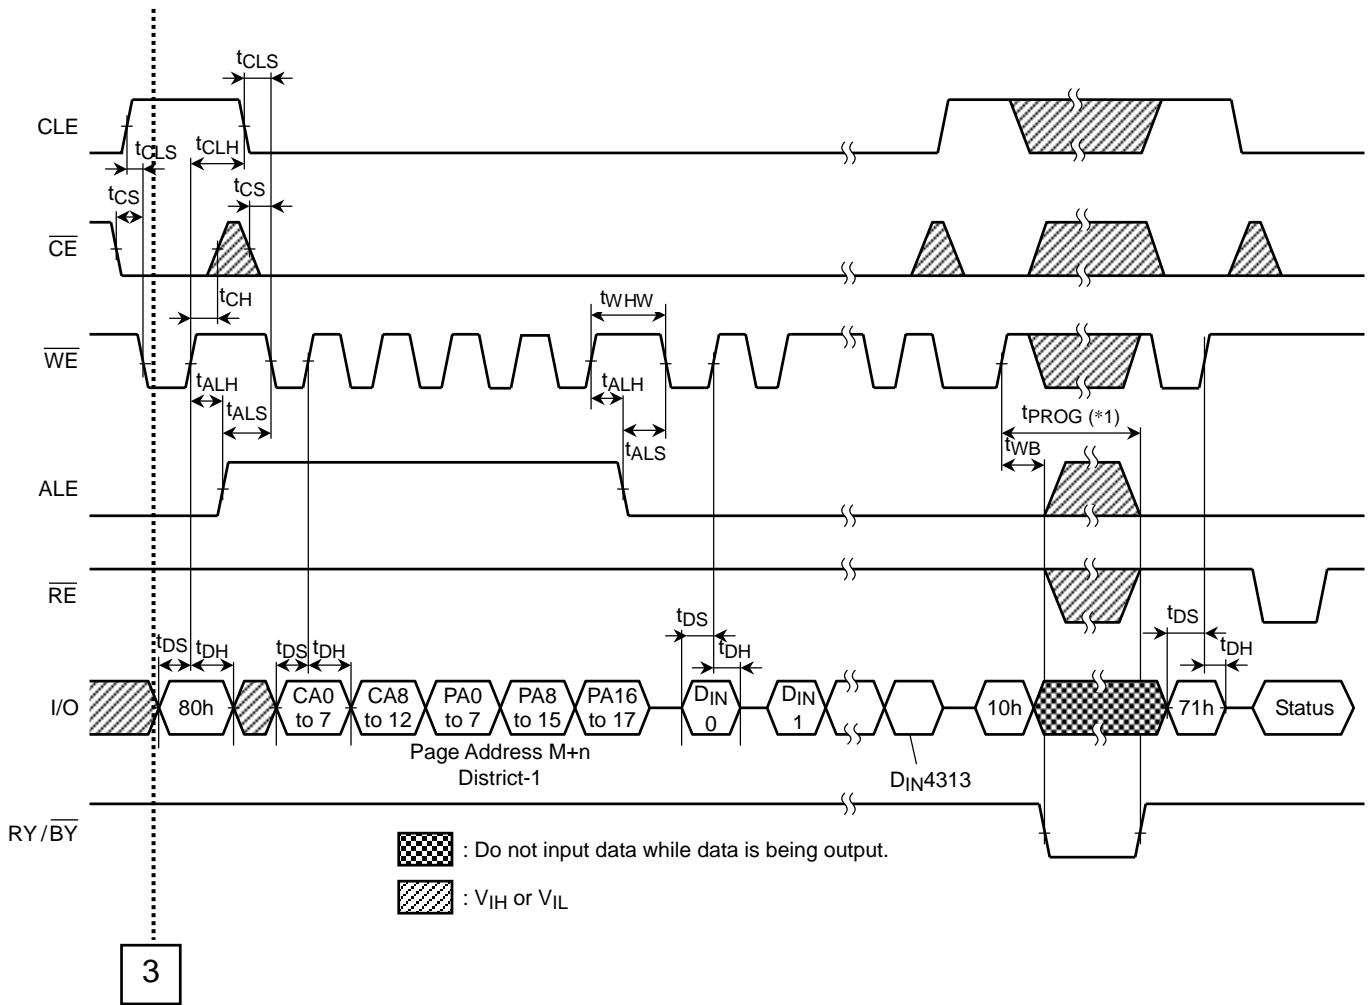 tCLS
CLE
tCLS
tCLH
tCS
tCS
CE
tCH
tWHW
WE
tALH
tALH
tALS
tPROG (*1)
tALS
tWB
ALE
RE
tDS
tDS
tDS
tDH
tDS
tDH
tDH
tDH
I/O
80h
CA0
to 7
CA8
to 12
PA0
to 7
PA8
to 15
PA16
to 17
DIN
0
DIN
1
10h
71h
Status
Page Address M+n
District-1
DIN4313
RY/BY
: Do not input data while data is being output.
: VIH or VIL
3